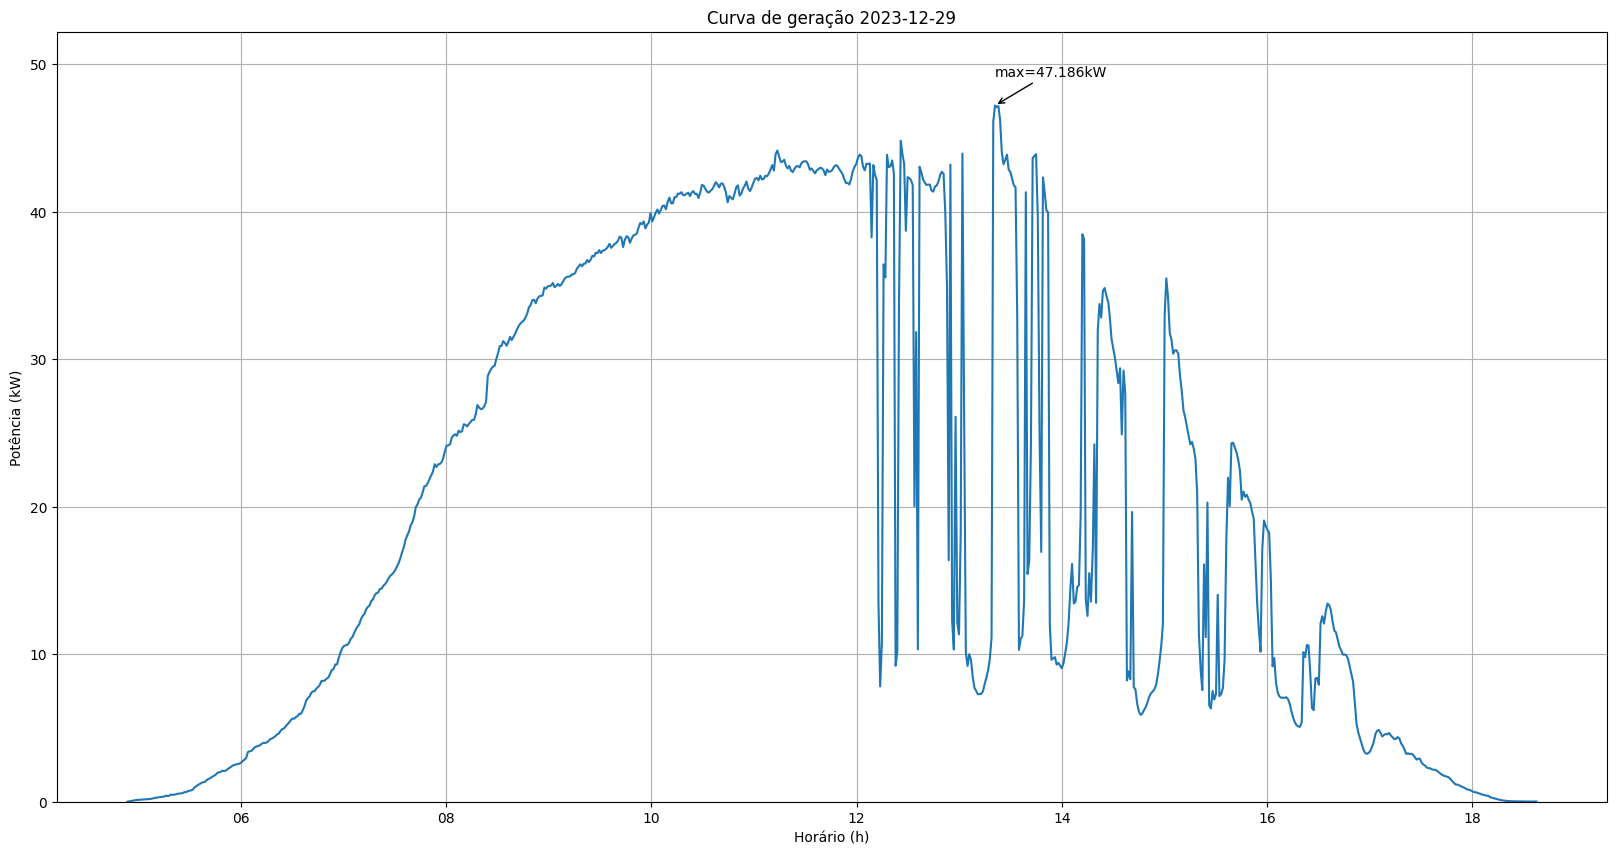 Curva de geração 2023-12-29
max=47.186kW
Potência (kW)
50
40
30
20
10
0
06 08 10 12 14 16 18
Horário (h)